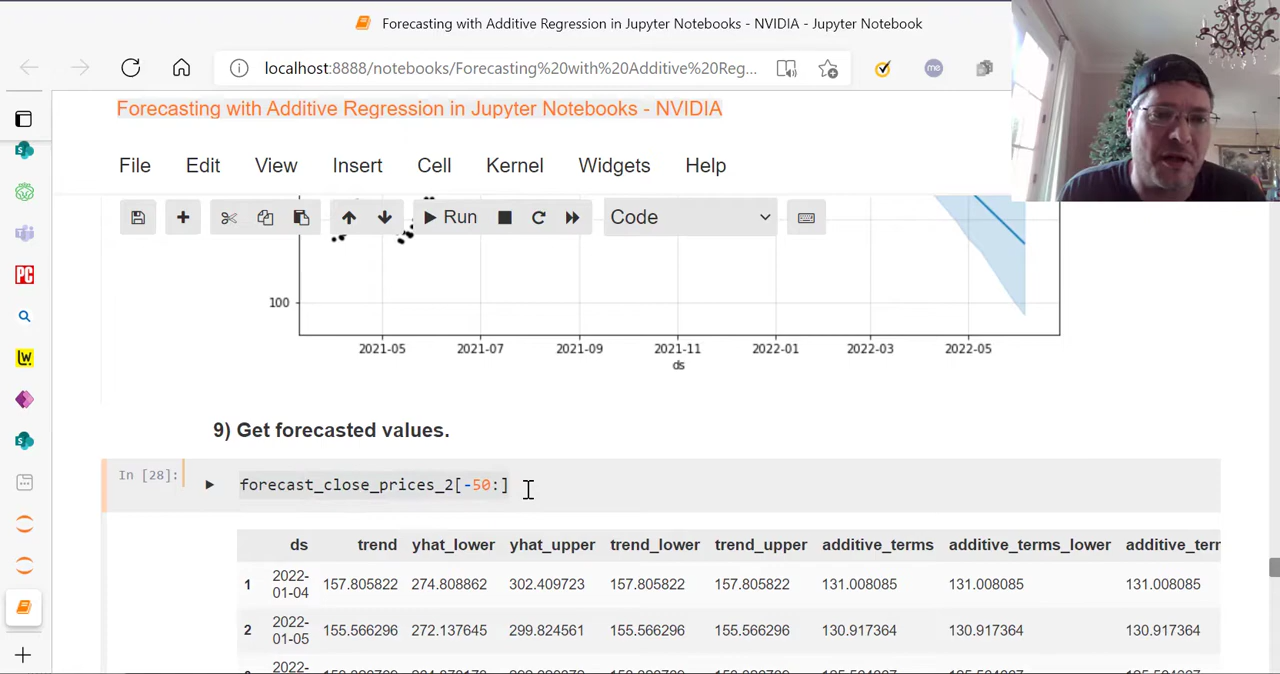 Forecasting with Additive Regression in Jupyter Notebooks - NVIDIA - Jupyter Notebook
localhost:8888/notebooks/Forecasting%20with%20Additive%20Reg...
me
Forecasting with Additive Regression in Jupyter Notebooks - NVIDIA
File Edit View Insert Cell Kernel Widgets Help
Run Code
PC
LW
100
2021-05 2021-07 2021-09 2021-11 2022-01 2022-03 2022-05
ds
9) Get forecasted values.
In [28]: forecast_close_prices_2[-50:]
ds trend yhat_lower yhat_upper trend_lower trend_upper additive_terms additive_terms_lower additive_terr
1 2022-01-04 157.805822 274.808862 302.409723 157.805822 157.805822 131.008085 131.008085 131.008085
2 2022-01-05 155.566296 272.137645 299.824561 155.566296 155.566296 130.917364 130.917364 130.917364
2022-